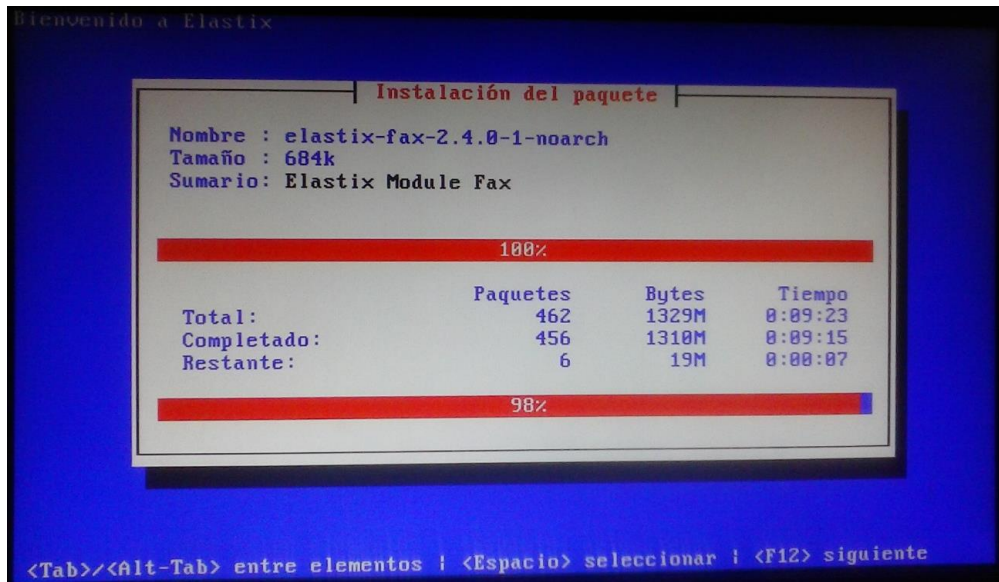 Bienvenido a Elastix
Instalación del paquete
Nombre : elastix-fax-2.4.0-1-noarch
Tamaño : 684k
Sumario: Elastix Module Fax
100%
Paquetes Bytes Tiempo
Total: 462 1329M 0:09:23
Completado: 456 1310M 0:09:15
Restante: 6 19M 0:00:07
98%
<Tab>/<Alt-Tab> entre elementos | <Espacio> seleccionar | <F12> siguiente